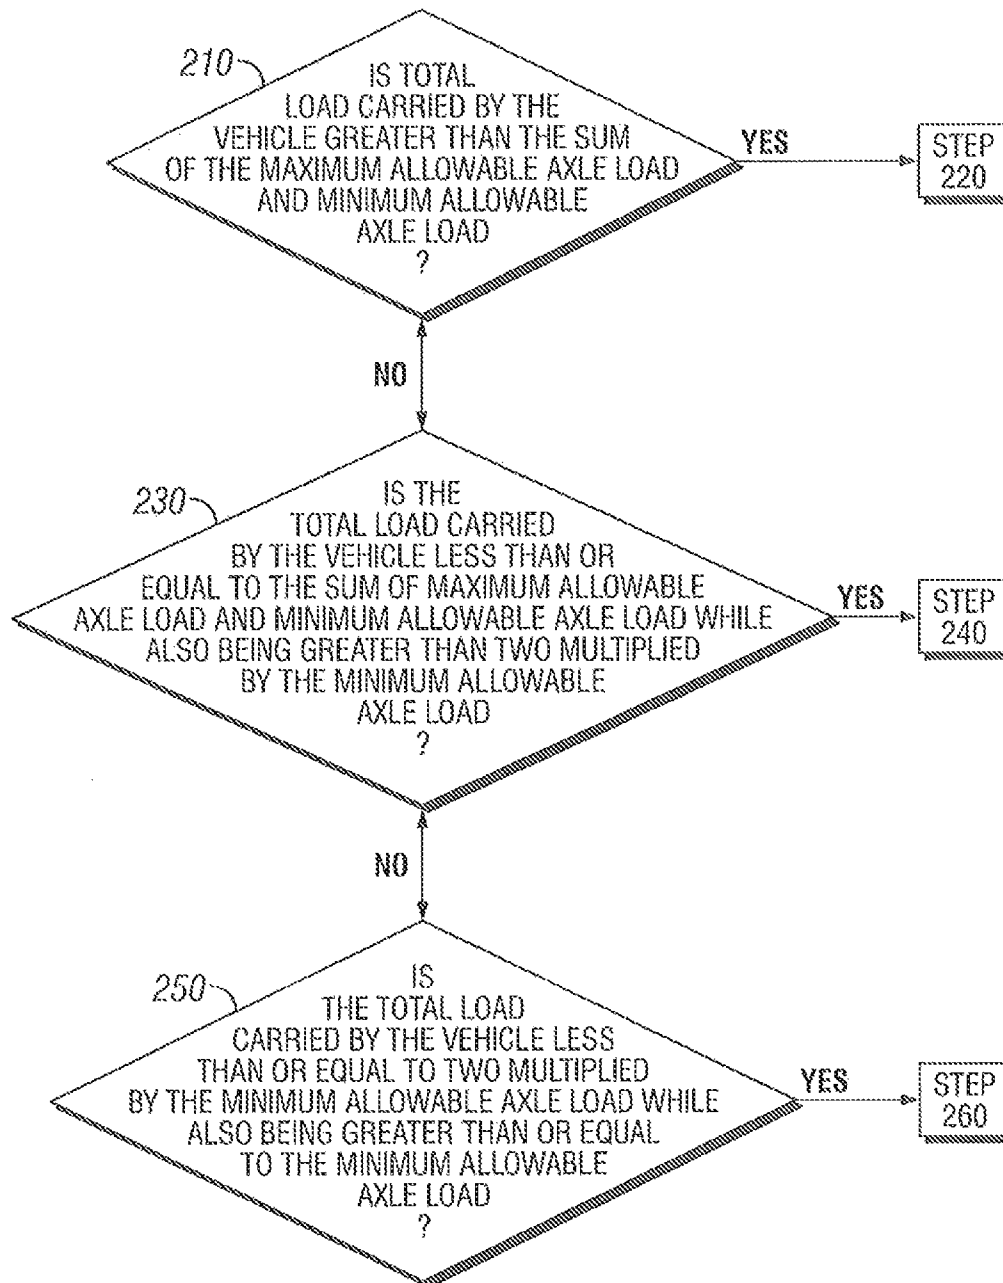 210
IS TOTAL
LOAD CARRIED BY THE
VEHICLE GREATER THAN THE SUM
OF THE MAXIMUM ALLOWABLE AXLE LOAD
AND MINIMUM ALLOWABLE
AXLE LOAD
?
YES
STEP
220
NO
230
IS THE
TOTAL LOAD CARRIED
BY THE VEHICLE LESS THAN OR
EQUAL TO THE SUM OF MAXIMUM ALLOWABLE
AXLE LOAD AND MINIMUM ALLOWABLE AXLE LOAD WHILE
ALSO BEING GREATER THAN TWO MULTIPLIED
BY THE MINIMUM ALLOWABLE
AXLE LOAD
?
YES
STEP
240
NO
250
IS
THE TOTAL LOAD
CARRIED BY THE VEHICLE LESS
THAN OR EQUAL TO TWO MULTIPLIED
BY THE MINIMUM ALLOWABLE AXLE LOAD WHILE
ALSO BEING GREATER THAN OR EQUAL
TO THE MINIMUM ALLOWABLE
AXLE LOAD
?
YES
STEP
260